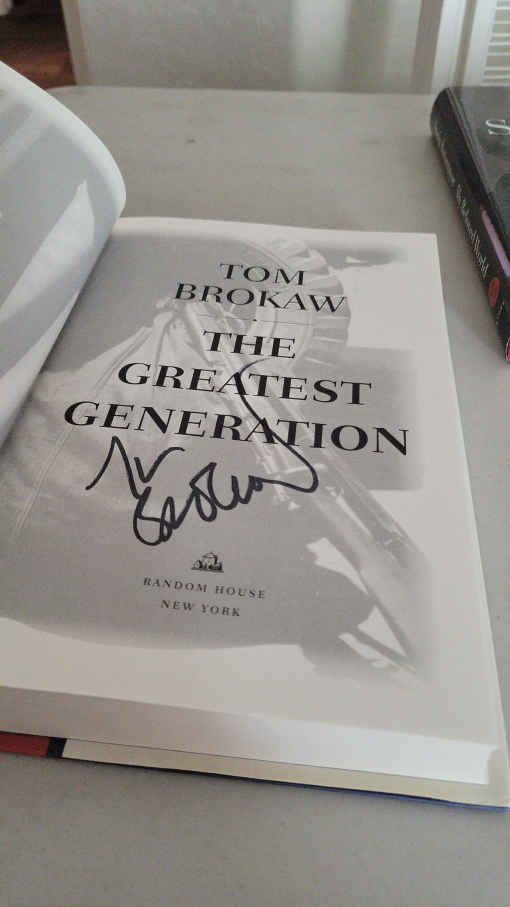 TOM
BROKAW
THE
GREATEST
GENERATION
RANDOM HOUSE
NEW YORK